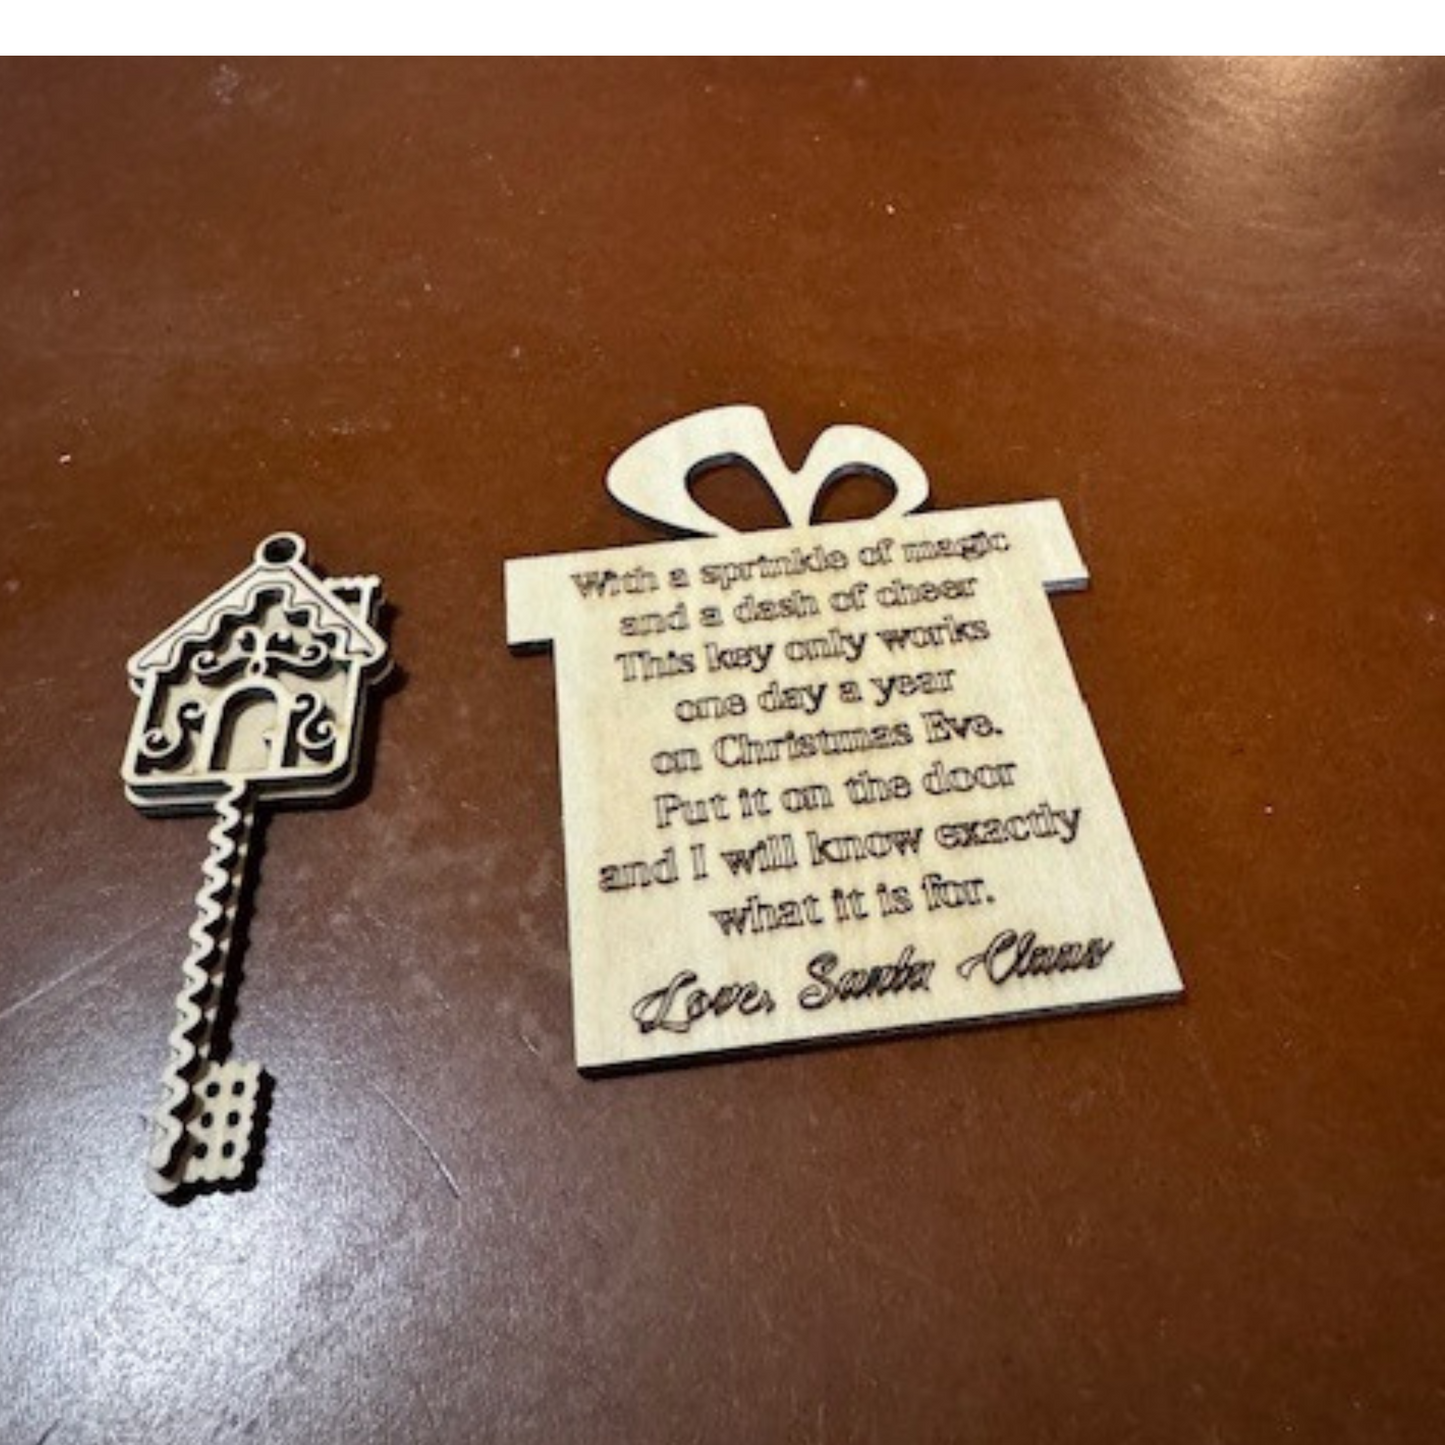 With a sprinkle of magic
and a dash of cheer
This key only works
one day a year
on Christmas Eve.
Put it on the door
and I will know exactly
what it is for.
Love, Santa Claus